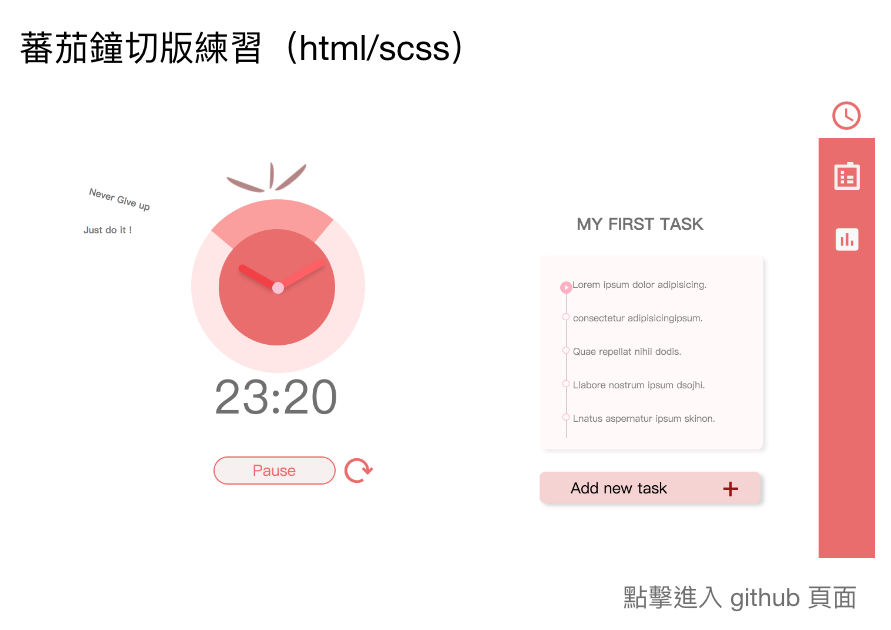 蕃茄鐘切版練習（html/scss）
Never Give up
Just do it !
23:20
Pause
MY FIRST TASK
Lorem ipsum dolor adipisicing.
consectetur adipisicingipsum.
Quae repellat nihil dodis.
Llabore nostrum ipsum dsojhi.
Lnatus aspernatur ipsum skinon.
Add new task
點擊進入 github 頁面